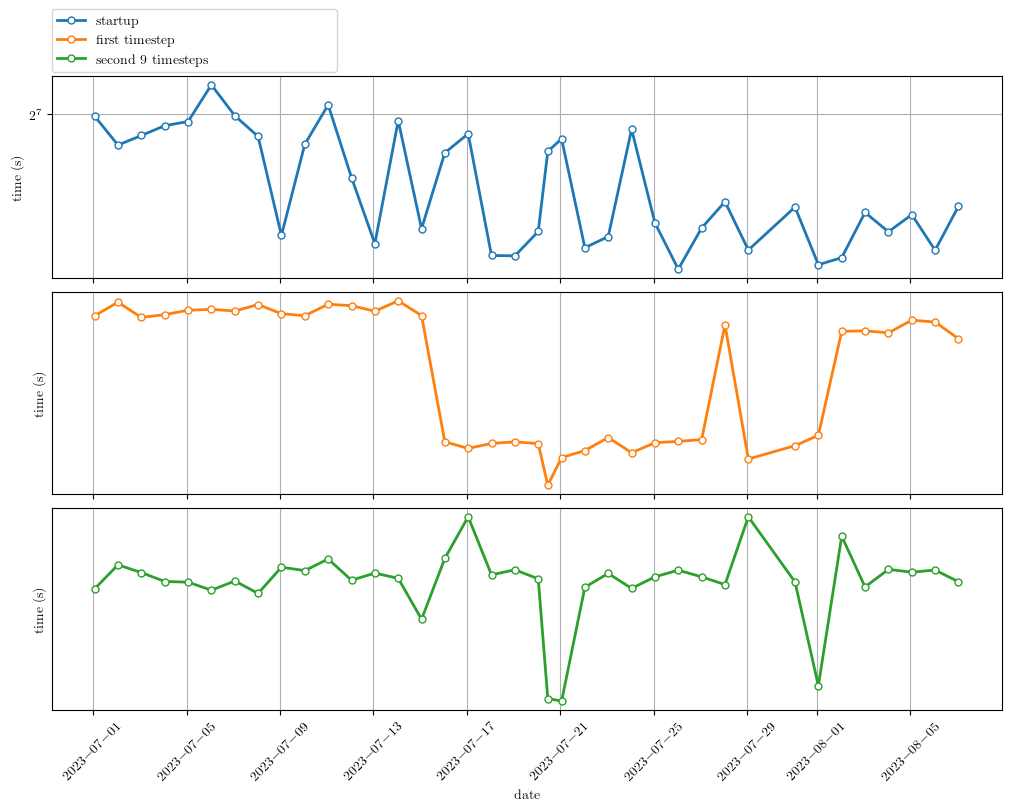 startup
first timestep
second 9 timesteps
2^7
time (s)
time (s)
time (s)
2023−07−01
2023−07−05
2023−07−09
2023−07−13
2023−07−17
2023−07−21
2023−07−25
2023−07−29
2023−08−01
2023−08−05
date